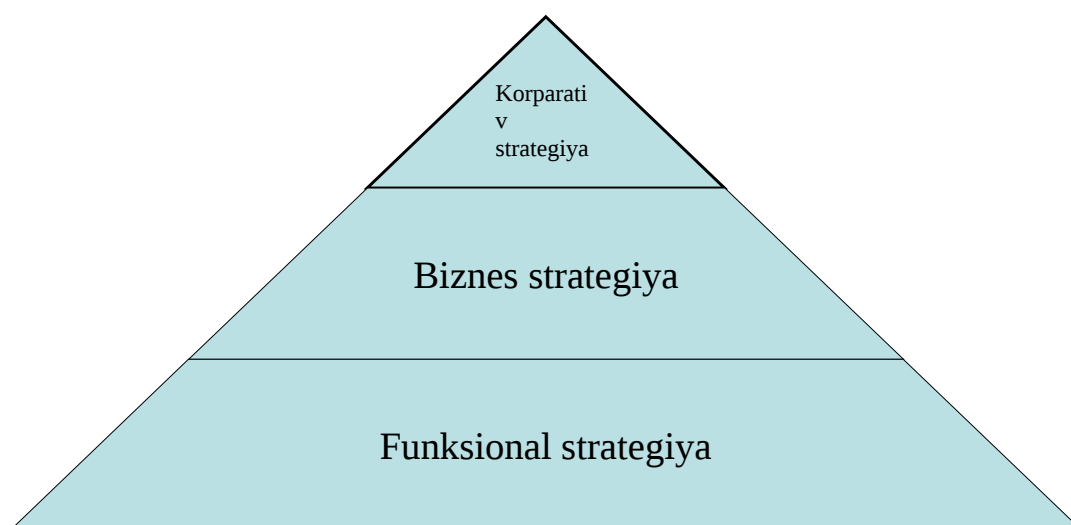 Korparati
v
strategiya
Biznes strategiya
Funksional strategiya